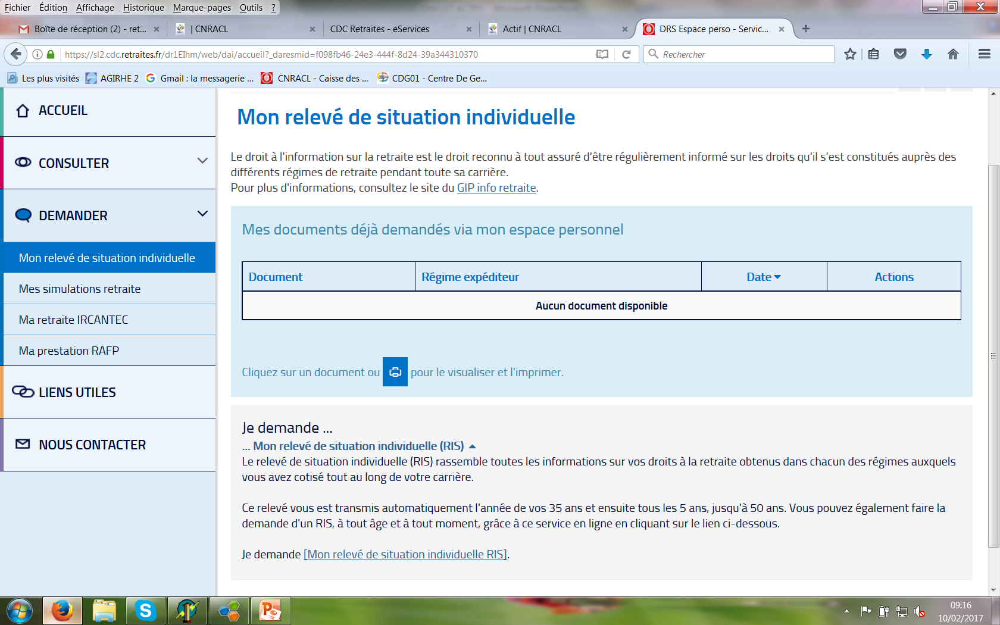 Fichier Édition Affichage Historique Marque-pages Outils ?
Boîte de réception (2) - ret... × | CNRACL × CDC Retraites - eServices × Actif | CNRACL × DRS Espace perso - Servic... × +
https://sl2.cdc.retraites.fr/dr1EIhm/web/dai/accueil?_daresmid=f098fb46-24e3-444f-8d24-39a344310370 Rechercher
Les plus visités AGIRHE 2 Gmail : la messagerie ... CNRACL - Caisse des ... CDG01 - Centre De Ge...
ACCUEIL
CONSULTER
DEMANDER
Mon relevé de situation individuelle
Mes simulations retraite
Ma retraite IRCANTEC
Ma prestation RAFP
LIENS UTILES
NOUS CONTACTER
Mon relevé de situation individuelle
Le droit à l'information sur la retraite est le droit reconnu à tout assuré d'être régulièrement informé sur les droits qu'il s'est constitués auprès des
différents régimes de retraite pendant toute sa carrière.
Pour plus d'informations, consultez le site du GIP info retraite.
Mes documents déjà demandés via mon espace personnel
Document Régime expéditeur Date Actions
Aucun document disponible
Cliquez sur un document ou pour le visualiser et l'imprimer.
Je demande ...
... Mon relevé de situation individuelle (RIS)
Le relevé de situation individuelle (RIS) rassemble toutes les informations sur vos droits à la retraite obtenus dans chacun des régimes auxquels
vous avez cotisé tout au long de votre carrière.
Ce relevé vous est transmis automatiquement l'année de vos 35 ans et ensuite tous les 5 ans, jusqu'à 50 ans. Vous pouvez également faire la
demande d'un RIS, à tout âge et à tout moment, grâce à ce service en ligne en cliquant sur le lien ci-dessous.
Je demande [Mon relevé de situation individuelle RIS].
09:16
10/02/2017